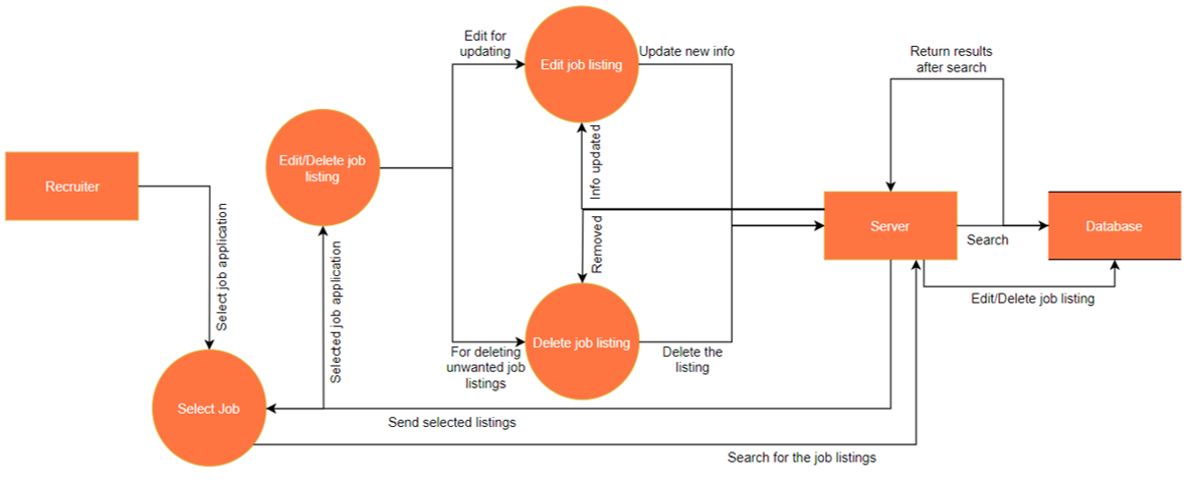 Edit for
updating
Edit job listing
Update new info
Return results
after search
Edit/Delete job
listing
Info updated
Recruiter
Select job application
Selected job application
Removed
Server
Search
Database
Edit/Delete job listing
For deleting
unwanted job
listings
Delete job listing
Delete the
listing
Select Job
Send selected listings
Search for the job listings